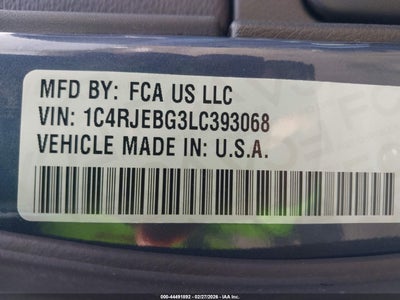 MFD BY: FCA US LLC
VIN: 1C4RJEBG3LC393068
VEHICLE MADE IN: U.S.A.
000-44491892 - 02/27/2026 - IAA Inc.